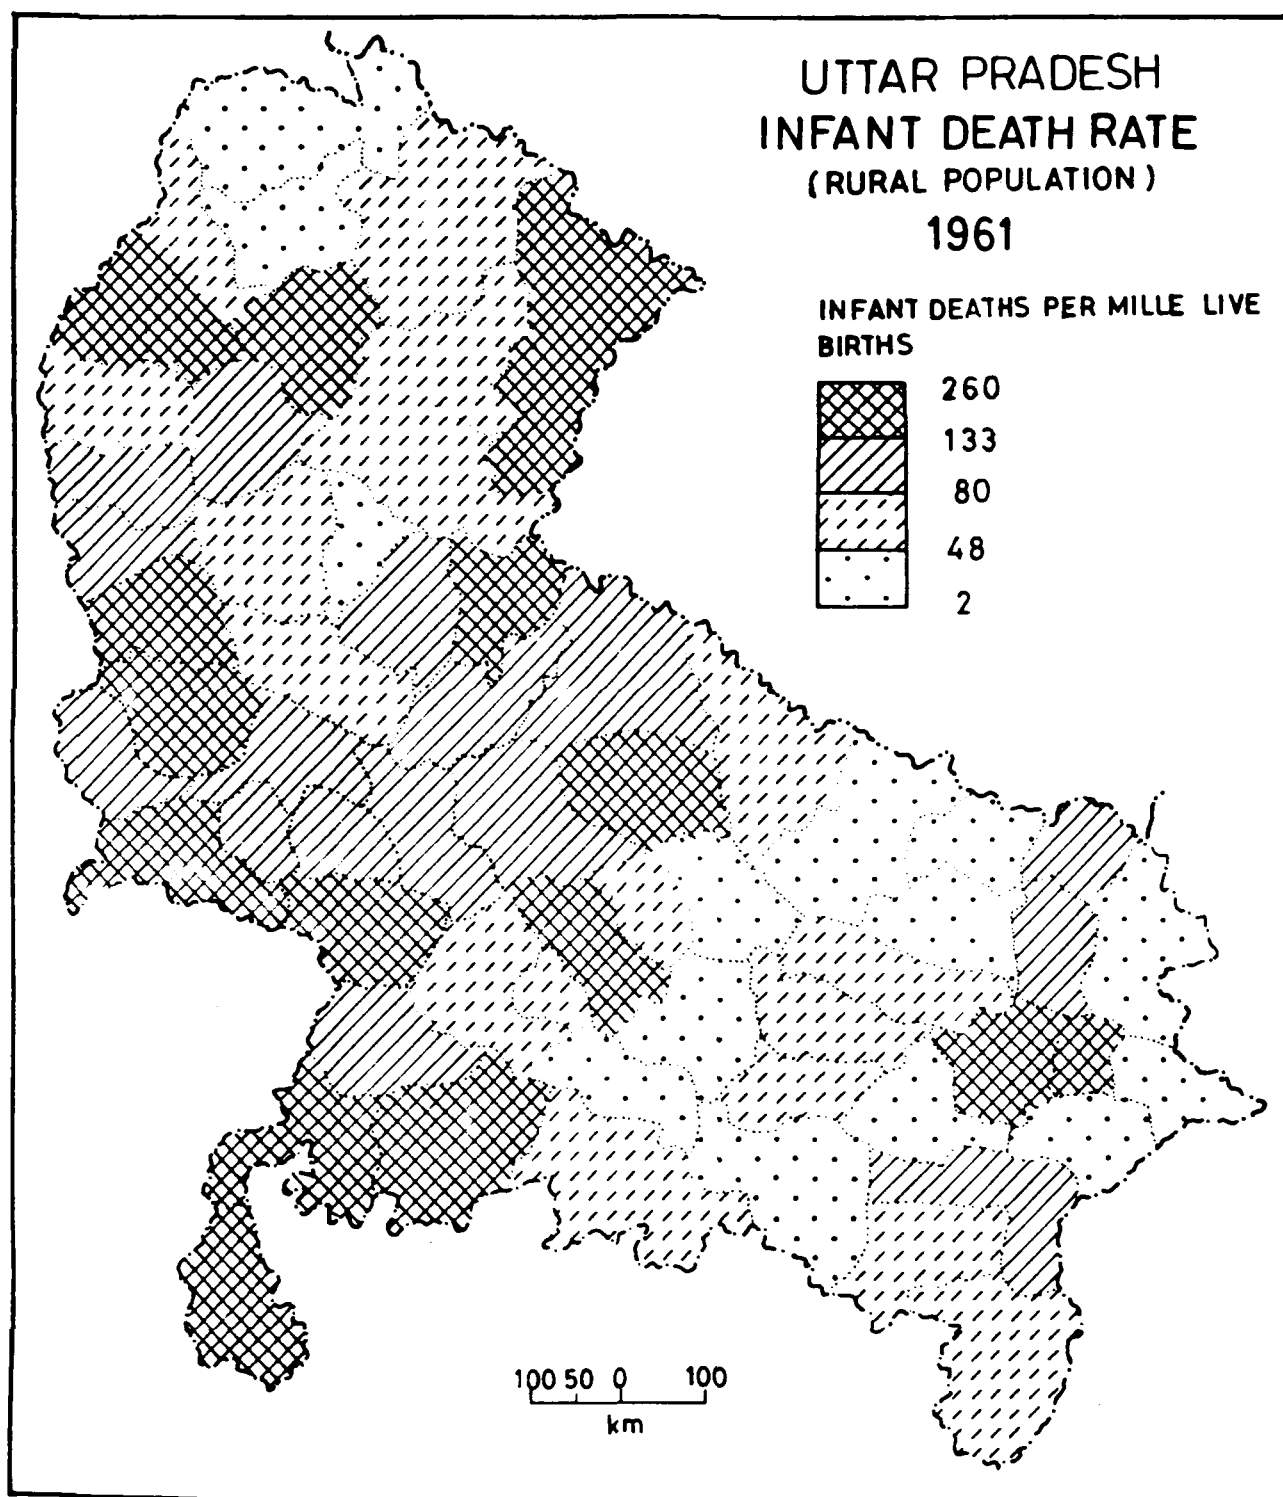 UTTAR PRADESH
INFANT DEATH RATE
(RURAL POPULATION)
1961
INFANT DEATHS PER MILLE LIVE
BIRTHS
260
133
80
48
2
100 50 0 100
km